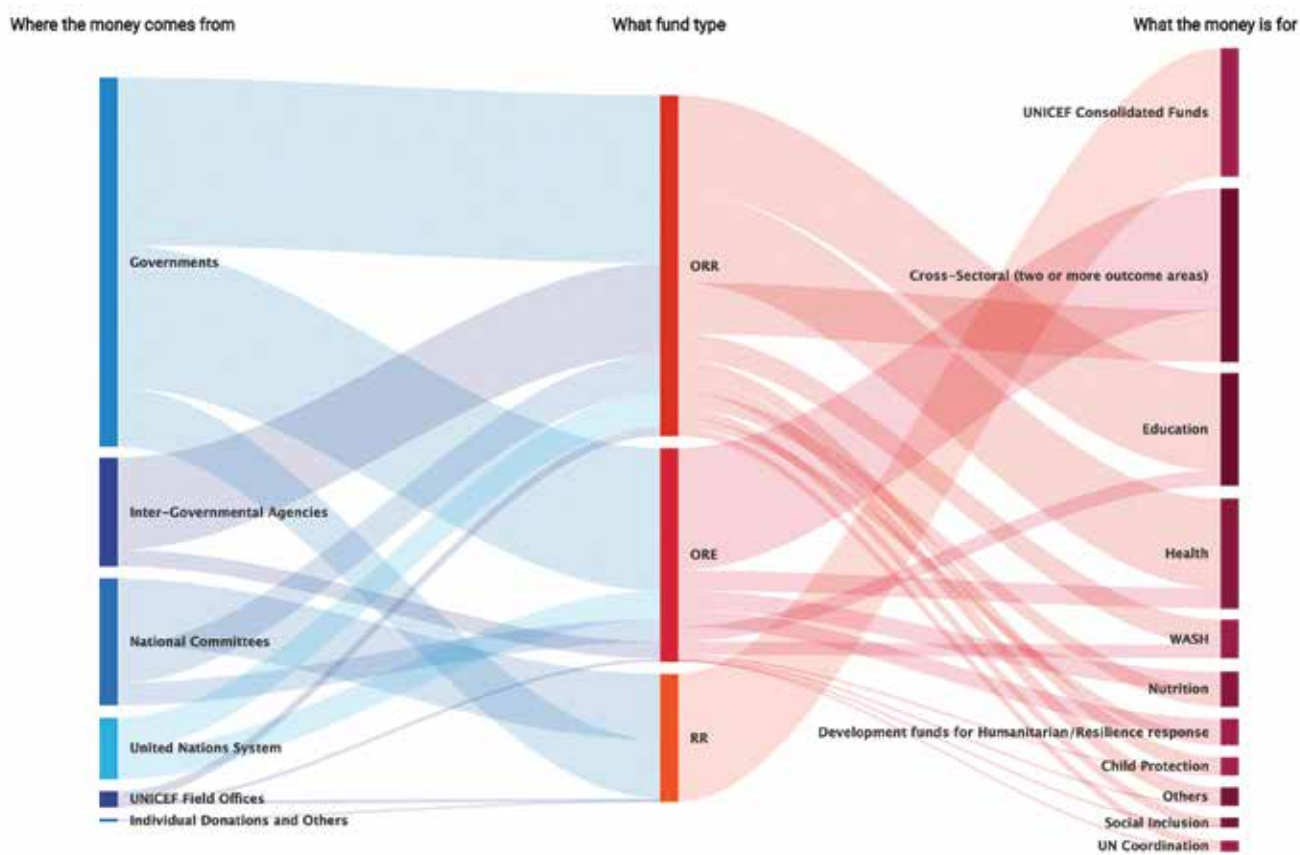 Where the money comes from
What fund type
What the money is for
Governments
Inter-Governmental Agencies
National Committees
United Nations System
UNICEF Field Offices
Individual Donations and Others
ORR
ORE
RR
UNICEF Consolidated Funds
Cross-Sectoral (two or more outcome areas)
Education
Health
WASH
Nutrition
Development funds for Humanitarian/Resilience response
Child Protection
Others
Social Inclusion
UN Coordination